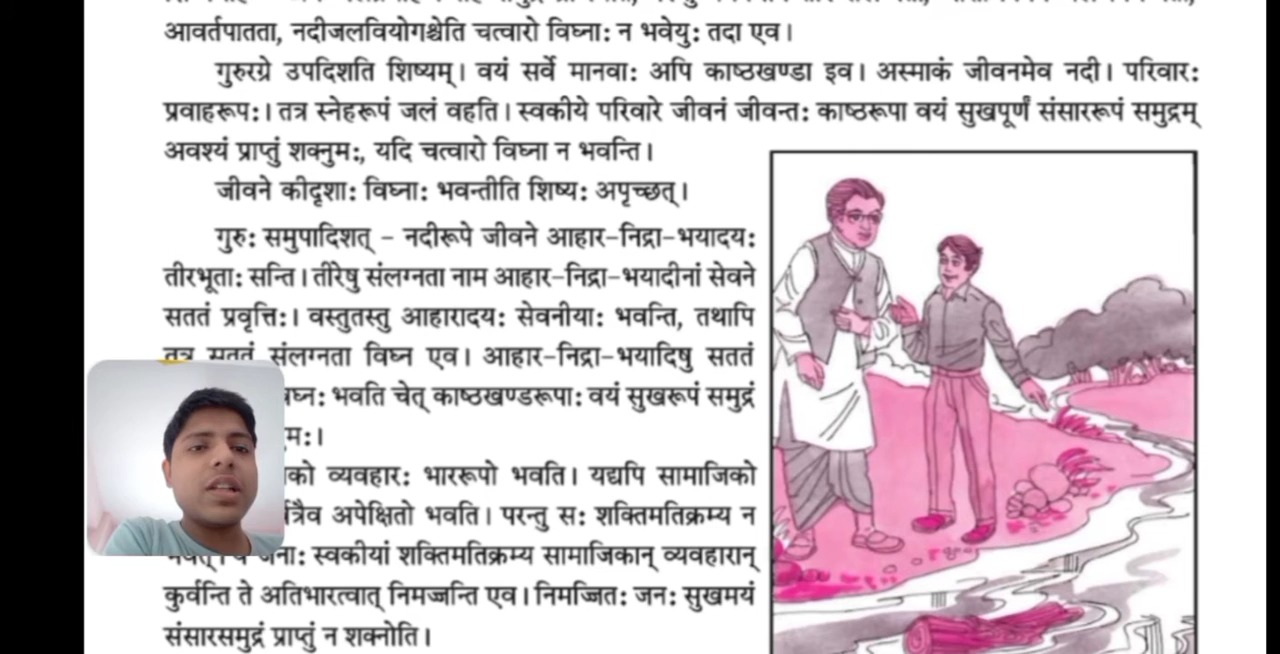 आवर्तपातता, नदीजलवियोगश्चेति चत्वारो विघ्ना: न भवेयु: तदा एव।
गुरुरग्रे उपदिशति शिष्यम्। वयं सर्वे मानवा: अपि काष्ठखण्डा इव। अस्माकं जीवनमेव नदी। परिवार:
प्रवाहरूप:। तत्र स्नेहरूपं जलं वहति। स्वकीये परिवारे जीवनं जीवन्त: काष्ठरूपा वयं सुखपूर्णं संसाररूपं समुद्रम्
अवश्यं प्राप्तुं शक्नुम:, यदि चत्वारो विघ्ना न भवन्ति।
जीवने कीदृशा: विघ्ना: भवन्तीति शिष्य: अपृच्छत्।
गुरु: समुपादिशत् - नदीरूपे जीवने आहार-निद्रा-भयादय:
तीरभूता: सन्ति। तीरेषु संलग्नता नाम आहार-निद्रा-भयादीनां सेवने
सततं प्रवृत्ति:। वस्तुतस्तु आहारादय: सेवनीया: भवन्ति, तथापि
तत्र सततं संलग्नता विघ्न एव। आहार-निद्रा-भयादिषु सततं
भवति चेत् काष्ठखण्डरूपा: वयं सुखरूपं समुद्रं
व्यवहार: भाररूपो भवति। यद्यपि सामाजिको
अपेक्षितो भवति। परन्तु स: शक्तिमतिक्रम्य न
जना: स्वकीयां शक्तिमतिक्रम्य सामाजिकान् व्यवहारान्
कुर्वन्ति ते अतिभारत्वात् निमज्जन्ति एव। निमज्जित: जन: सुखमयं
संसारसमुद्रं प्राप्तुं न शक्नोति।